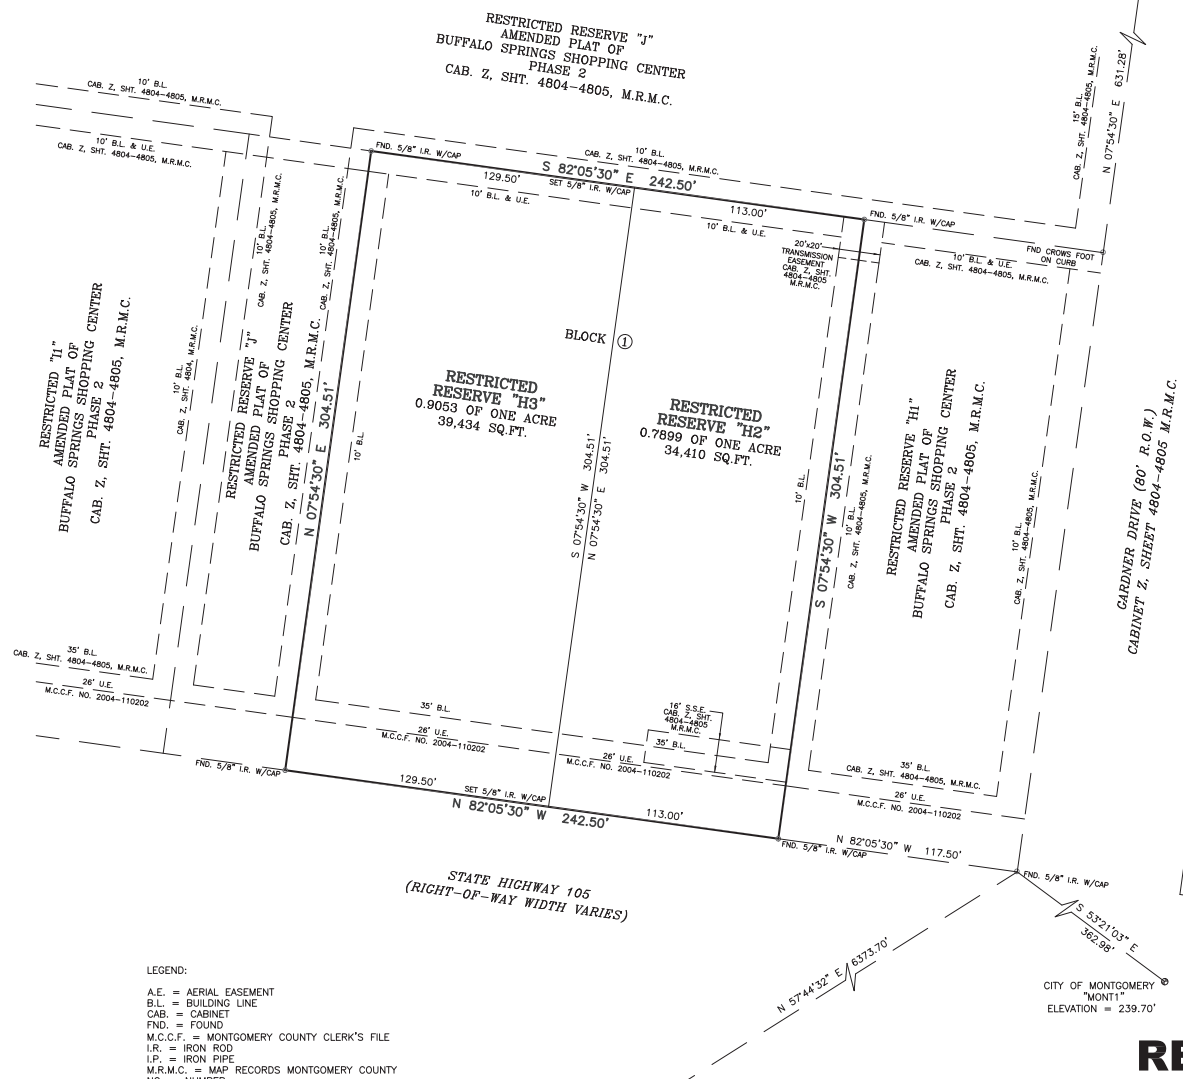 RESTRICTED RESERVE "J"
AMENDED PLAT OF
BUFFALO SPRINGS SHOPPING CENTER
PHASE 2
CAB. Z, SHT. 4804-4805, M.R.M.C.
10' B.L.
CAB. Z, SHT. 4804-4805, M.R.M.C.
10' B.L. & U.E.
CAB. Z, SHT. 4804-4805, M.R.M.C.
FND. 5/8" I.R. W/CAP
10' B.L.
CAB. Z, SHT. 4804-4805, M.R.M.C.
S 82°05'30" E 242.50'
129.50'
SET 5/8" I.R. W/CAP
10' B.L. & U.E.
113.00'
10' B.L. & U.E.
FND. 5/8" I.R. W/CAP
15' B.L.
CAB. Z, SHT. 4804-4805, M.R.M.C.
N 07°54'30" E 631.28'
FND CROWS FOOT
ON CURB
10' B.L. & U.E.
CAB. Z, SHT. 4804-4805, M.R.M.C.
20'x20'
TRANSMISSION
EASEMENT
CAB. Z, SHT.
4804-4805
M.R.M.C.
10' B.L.
CAB. Z, SHT. 4804-4805, M.R.M.C.
10' B.L.
CAB. Z, SHT. 4804-4805, M.R.M.C.
RESTRICTED "I1"
AMENDED PLAT OF
BUFFALO SPRINGS SHOPPING CENTER
PHASE 2
CAB. Z, SHT. 4804-4805, M.R.M.C.
10' B.L.
CAB. Z, SHT. 4804, M.R.M.C.
RESTRICTED RESERVE "J"
AMENDED PLAT OF
BUFFALO SPRINGS SHOPPING CENTER
PHASE 2
CAB. Z, SHT. 4804-4805, M.R.M.C.
N 07°54'30" E 304.51'
10' B.L.
BLOCK 1
RESTRICTED
RESERVE "H3"
0.9053 OF ONE ACRE
39,434 SQ.FT.
RESTRICTED
RESERVE "H2"
0.7899 OF ONE ACRE
34,410 SQ.FT.
S 07°54'30" W 304.51'
N 07°54'30" E 304.51'
10' B.L.
S 07°54'30" W 304.51'
10' B.L.
CAB. Z, SHT. 4804-4805, M.R.M.C.
RESTRICTED RESERVE "H1"
AMENDED PLAT OF
BUFFALO SPRINGS SHOPPING CENTER
PHASE 2
CAB. Z, SHT. 4804-4805, M.R.M.C.
10' B.L.
CAB. Z, SHT. 4804-4805, M.R.M.C.
GARDNER DRIVE (80' R.O.W.)
CABINET Z, SHEET 4804-4805 M.R.M.C.
35' B.L.
CAB. Z, SHT. 4804-4805, M.R.M.C.
26' U.E.
M.C.C.F. NO. 2004-110202
35' B.L.
26' U.E.
M.C.C.F. NO. 2004-110202
16' S.S.E.
CAB. Z, SHT.
4804-4805
M.R.M.C.
35' B.L.
26' U.E.
M.C.C.F. NO. 2004-110202
35' B.L.
CAB. Z, SHT. 4804-4805, M.R.M.C.
26' U.E.
M.C.C.F. NO. 2004-110202
FND. 5/8" I.R. W/CAP
129.50'
SET 5/8" I.R. W/CAP
N 82°05'30" W 242.50'
113.00'
FND. 5/8" I.R. W/CAP
N 82°05'30" W 117.50'
FND. 5/8" I.R. W/CAP
STATE HIGHWAY 105
(RIGHT-OF-WAY WIDTH VARIES)
S 53°21'03" E
362.98'
N 57°44'32" E 6373.70'
CITY OF MONTGOMERY
"MONT1"
ELEVATION = 239.70'
LEGEND:
A.E. = AERIAL EASEMENT
B.L. = BUILDING LINE
CAB. = CABINET
FND. = FOUND
M.C.C.F. = MONTGOMERY COUNTY CLERK'S FILE
I.R. = IRON ROD
I.P. = IRON PIPE
M.R.M.C. = MAP RECORDS MONTGOMERY COUNTY
NO. = NUMBER